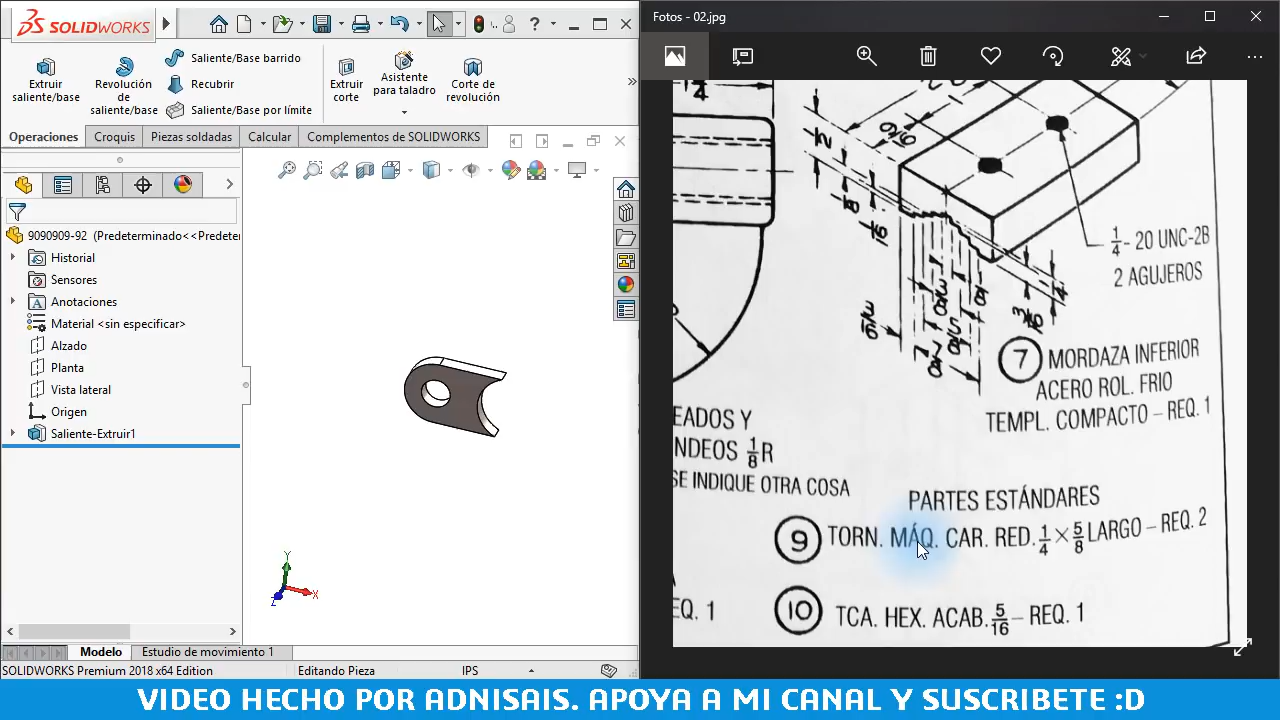 SOLIDWORKS
Extruir saliente/base
Revolución de saliente/base
Saliente/Base barrido
Recubrir
Saliente/Base por límite
Extruir corte
Asistente para taladro
Corte de revolución
Operaciones
Croquis
Piezas soldadas
Calcular
Complementos de SOLIDWORKS
9090909-92 (Predeterminado<<Predeter
Historial
Sensores
Anotaciones
Material <sin especificar>
Alzado
Planta
Vista lateral
Origen
Saliente-Extruir1
Y
X
Z
Modelo
Estudio de movimiento 1
SOLIDWORKS Premium 2018 x64 Edition
Editando Pieza
IPS
Fotos - 02.jpg
1/4 - 20 UNC-2B
2 AGUJEROS
7 MORDAZA INFERIOR
ACERO ROL. FRIO
TEMPL. COMPACTO – REQ. 1
EADOS Y
NDEOS 1/8 R
SE INDIQUE OTRA COSA
PARTES ESTÁNDARES
9 TORN. MÁQ. CAR. RED. 1/4 × 5/8 LARGO – REQ. 2
EQ. 1
10 TCA. HEX. ACAB. 5/16 – REQ. 1
VIDEO HECHO POR ADNISAIS. APOYA A MI CANAL Y SUSCRIBETE :D